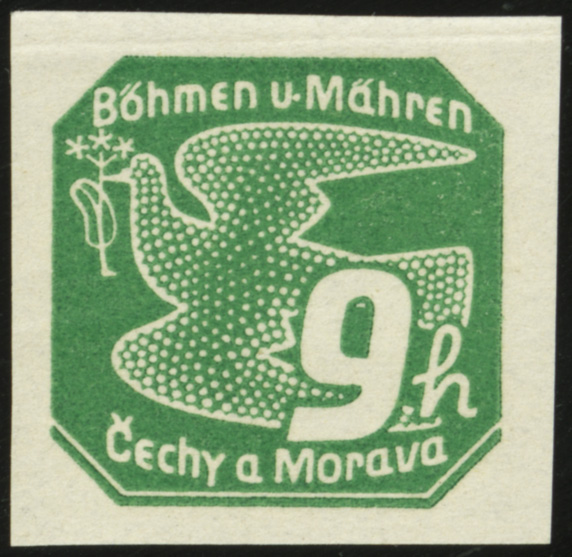 Böhmen u. Mähren
9 h
Čechy a Morava